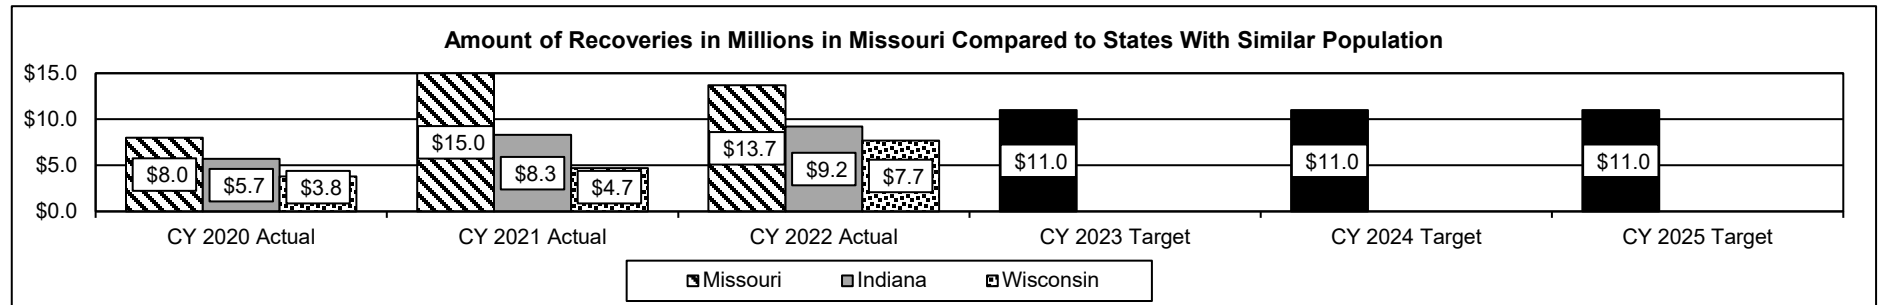 Amount of Recoveries in Millions in Missouri Compared to States With Similar Population
$15.0
$10.0
$5.0
$0.0
$8.0
$5.7
$3.8
$15.0
$8.3
$4.7
$13.7
$9.2
$7.7
$11.0
$11.0
$11.0
CY 2020 Actual
CY 2021 Actual
CY 2022 Actual
CY 2023 Target
CY 2024 Target
CY 2025 Target
Missouri
Indiana
Wisconsin